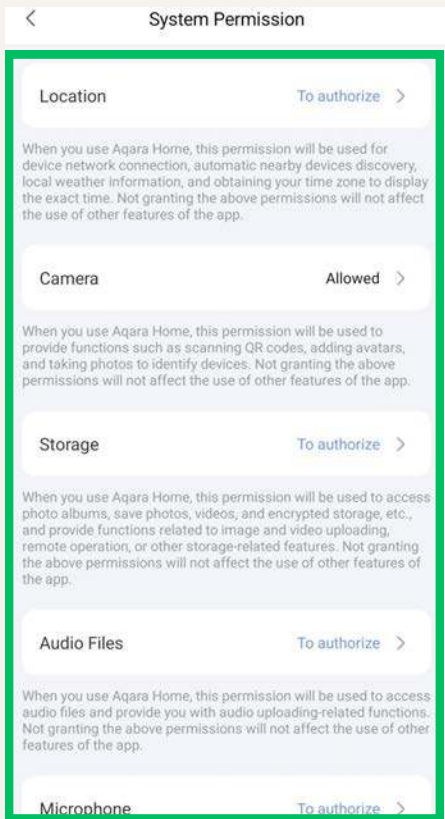 System Permission
Location To authorize
When you use Aqara Home, this permission will be used for
device network connection, automatic nearby devices discovery,
local weather information, and obtaining your time zone to display
the exact time. Not granting the above permissions will not affect
the use of other features of the app.
Camera Allowed
When you use Aqara Home, this permission will be used to
provide functions such as scanning QR codes, adding avatars,
and taking photos to identify devices. Not granting the above
permissions will not affect the use of other features of the app.
Storage To authorize
When you use Aqara Home, this permission will be used to access
photo albums, save photos, videos, and encrypted storage, etc.,
and provide functions related to image and video uploading,
remote operation, or other storage-related features. Not granting
the above permissions will not affect the use of other features of
the app.
Audio Files To authorize
When you use Aqara Home, this permission will be used to access
audio files and provide you with audio uploading-related functions.
Not granting the above permissions will not affect the use of other
features of the app.
Microphone To authorize